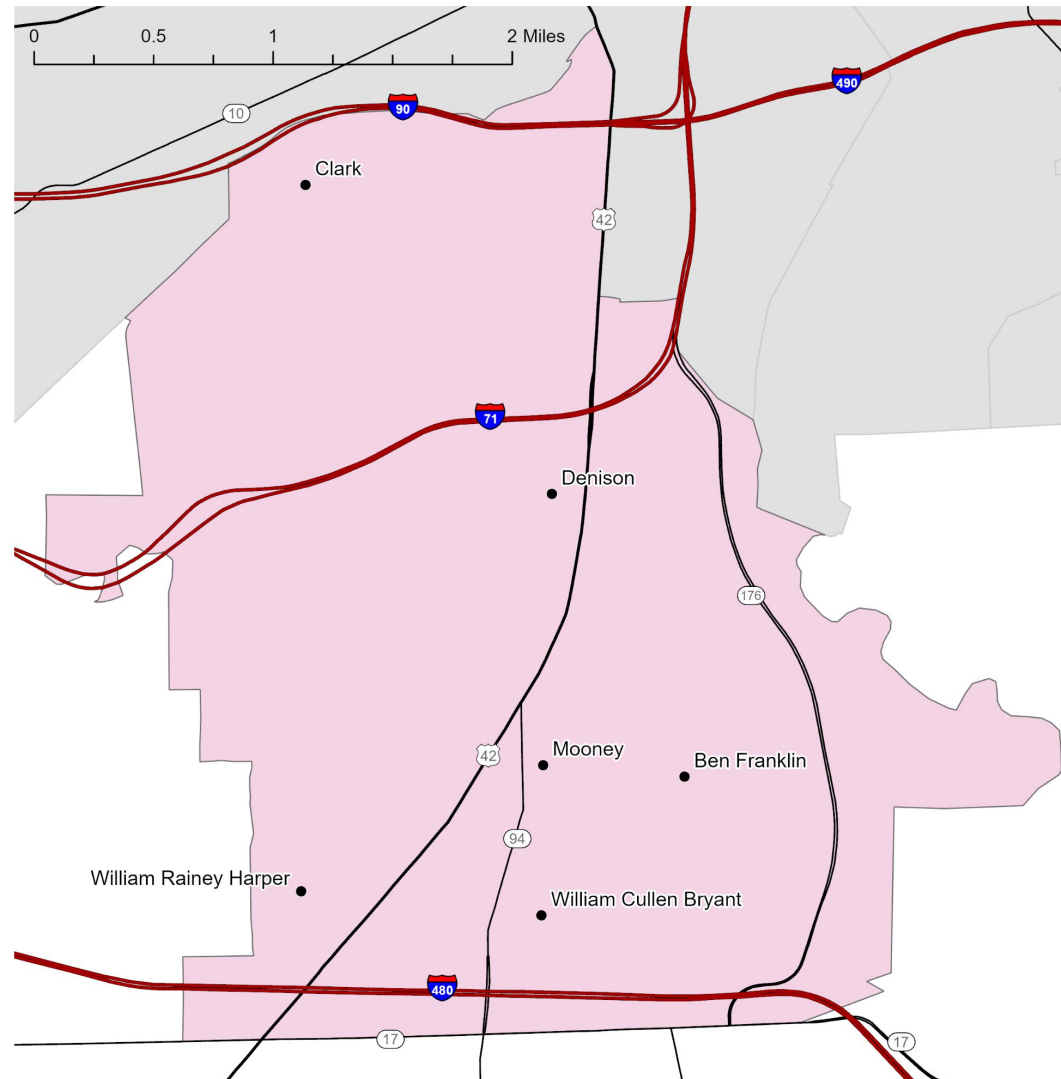 0 0.5 1 2 Miles
490
90
10
Clark
42
71
Denison
176
42
Mooney
Ben Franklin
94
William Rainey Harper
William Cullen Bryant
480
17
17